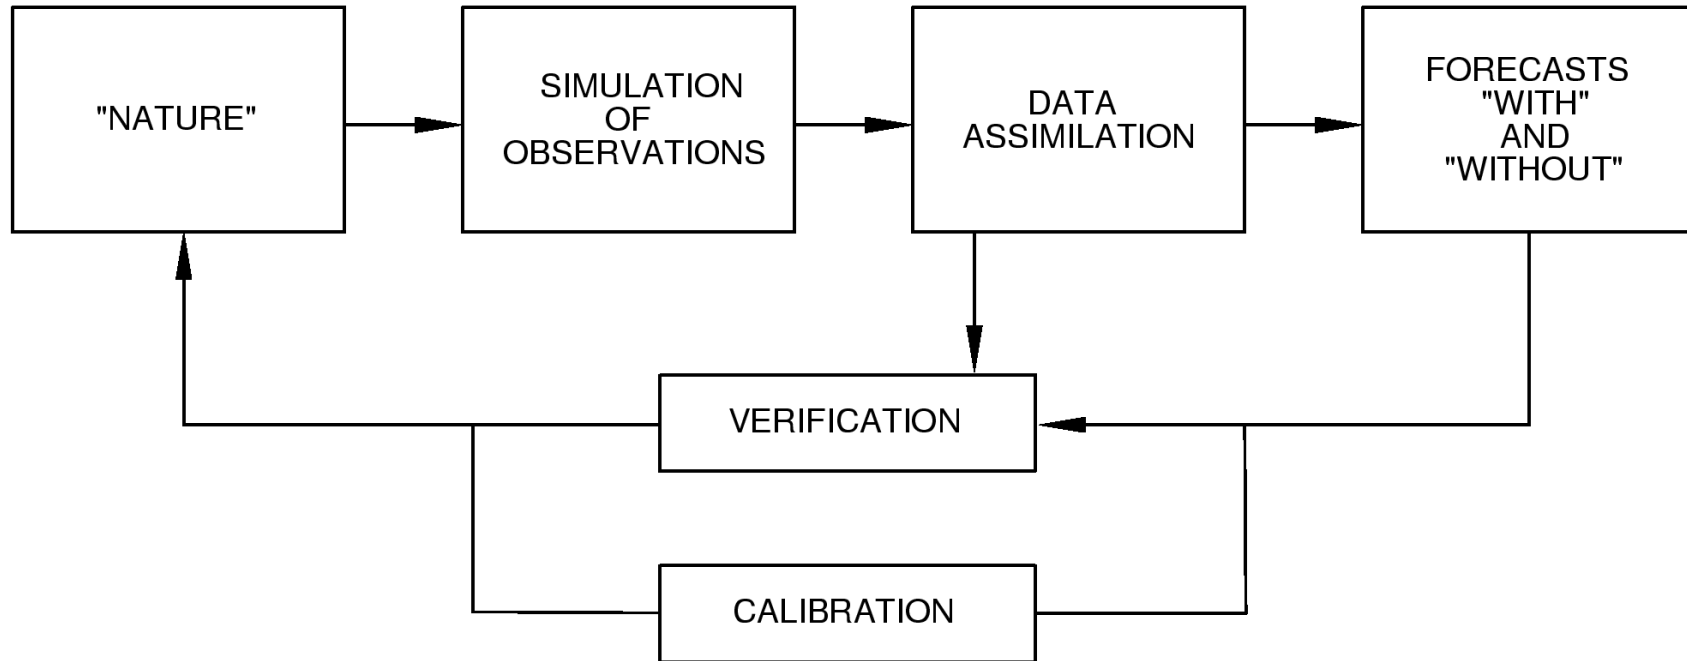 "NATURE"
SIMULATION
OF
OBSERVATIONS
DATA
ASSIMILATION
FORECASTS
"WITH"
AND
"WITHOUT"
VERIFICATION
CALIBRATION